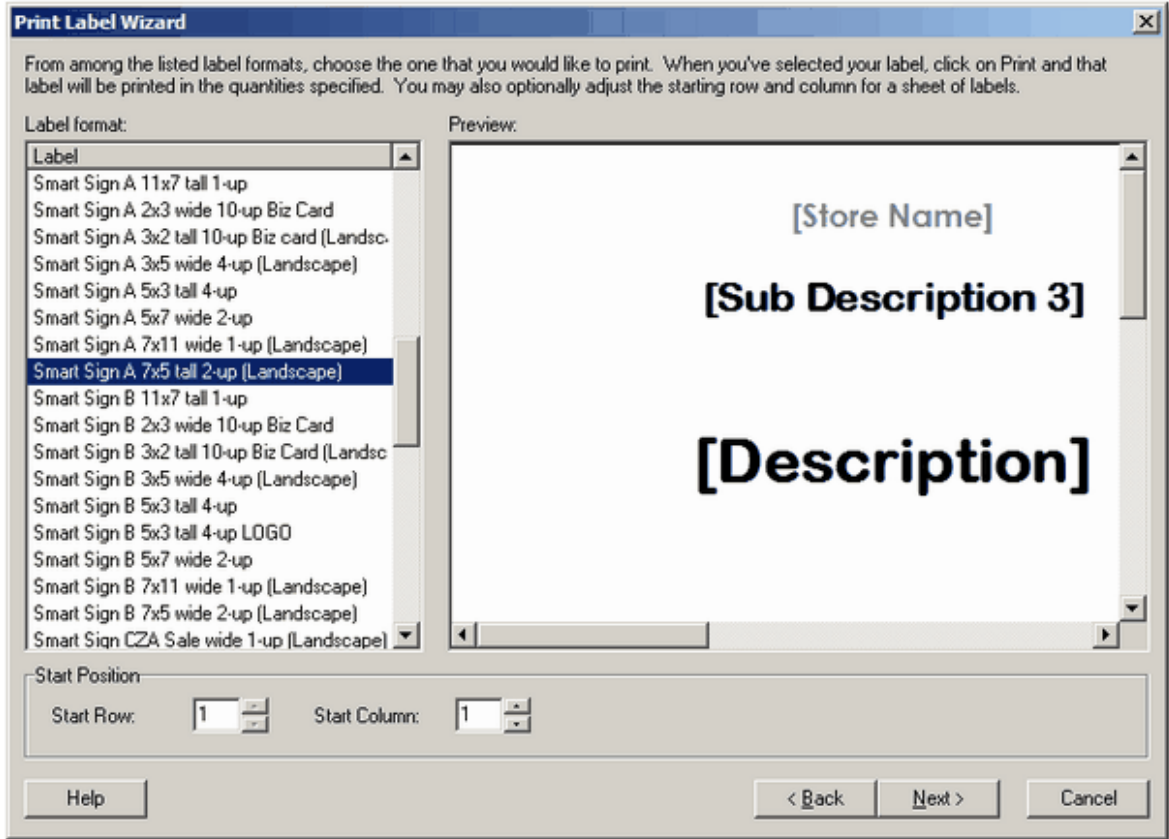 Print Label Wizard
From among the listed label formats, choose the one that you would like to print. When you've selected your label, click on Print and that
label will be printed in the quantities specified. You may also optionally adjust the starting row and column for a sheet of labels.
Label format:
Preview:
Label
Smart Sign A 11x7 tall 1-up
Smart Sign A 2x3 wide 10-up Biz Card
Smart Sign A 3x2 tall 10-up Biz card (Landsc
Smart Sign A 3x5 wide 4-up (Landscape)
Smart Sign A 5x3 tall 4-up
Smart Sign A 5x7 wide 2-up
Smart Sign A 7x11 wide 1-up (Landscape)
Smart Sign A 7x5 tall 2-up (Landscape)
Smart Sign B 11x7 tall 1-up
Smart Sign B 2x3 wide 10-up Biz Card
Smart Sign B 3x2 tall 10-up Biz Card (Landsc
Smart Sign B 3x5 wide 4-up (Landscape)
Smart Sign B 5x3 tall 4-up
Smart Sign B 5x3 tall 4-up LOGO
Smart Sign B 5x7 wide 2-up
Smart Sign B 7x11 wide 1-up (Landscape)
Smart Sign B 7x5 wide 2-up (Landscape)
Smart Sign CZA Sale wide 1-up (Landscape)
[Store Name]
[Sub Description 3]
[Description]
Start Position
Start Row: 1 Start Column: 1
Help < Back Next > Cancel